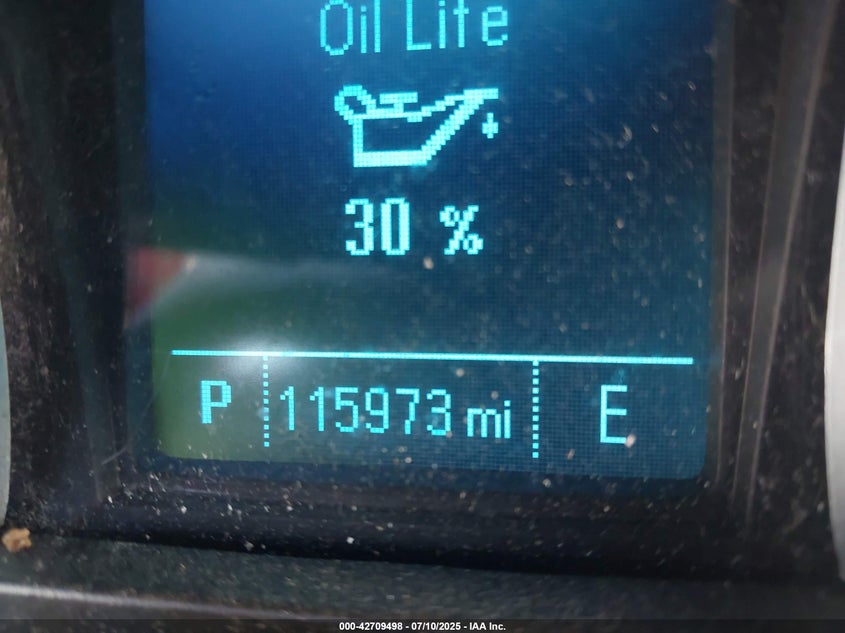 Oil Life
30 %
P 115973 mi E
000-42709498 - 07/10/2025 - IAA Inc.